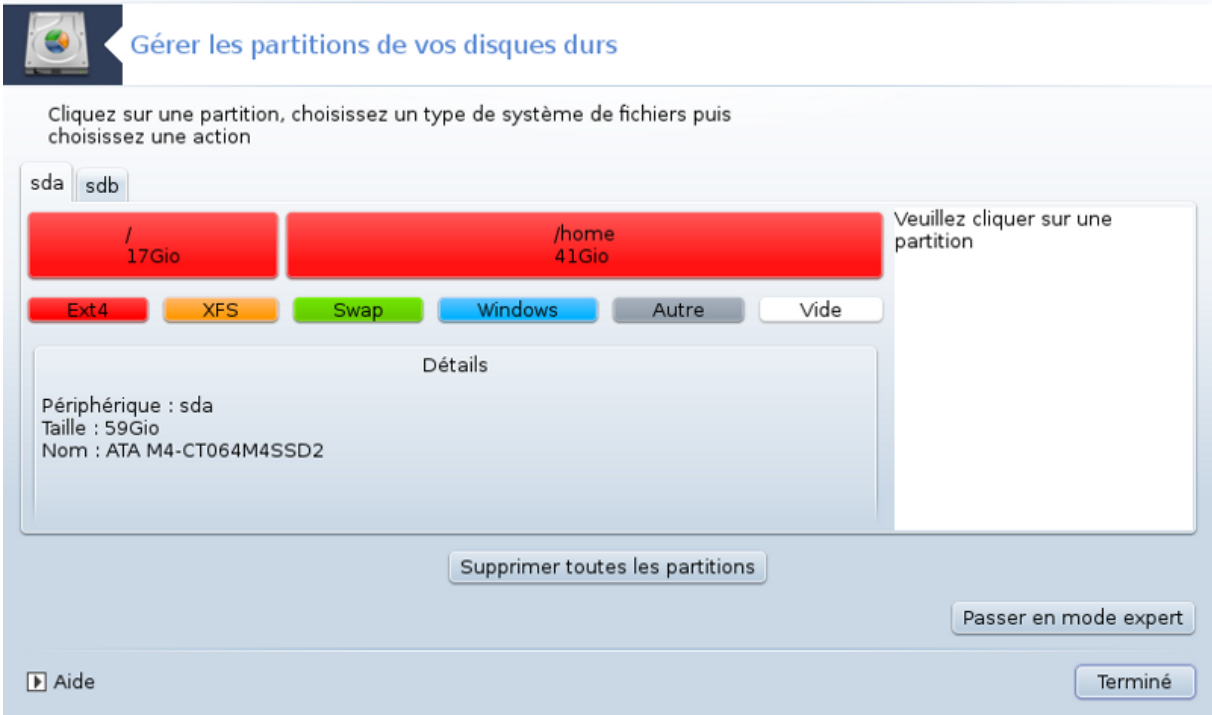 Gérer les partitions de vos disques durs
Cliquez sur une partition, choisissez un type de système de fichiers puis
choisissez une action
sda
sdb
/
17Gio
/home
41Gio
Veuillez cliquer sur une
partition
Ext4
XFS
Swap
Windows
Autre
Vide
Détails
Périphérique : sda
Taille : 59Gio
Nom : ATA M4-CT064M4SSD2
Supprimer toutes les partitions
Passer en mode expert
Aide
Terminé